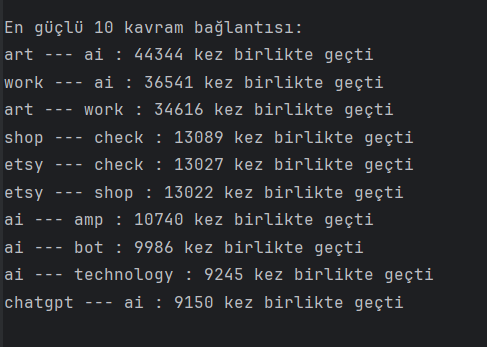 En güçlü 10 kavram bağlantısı:
art --- ai : 44344 kez birlikte geçti
work --- ai : 36541 kez birlikte geçti
art --- work : 34616 kez birlikte geçti
shop --- check : 13089 kez birlikte geçti
etsy --- check : 13027 kez birlikte geçti
etsy --- shop : 13022 kez birlikte geçti
ai --- amp : 10740 kez birlikte geçti
ai --- bot : 9986 kez birlikte geçti
ai --- technology : 9245 kez birlikte geçti
chatgpt --- ai : 9150 kez birlikte geçti